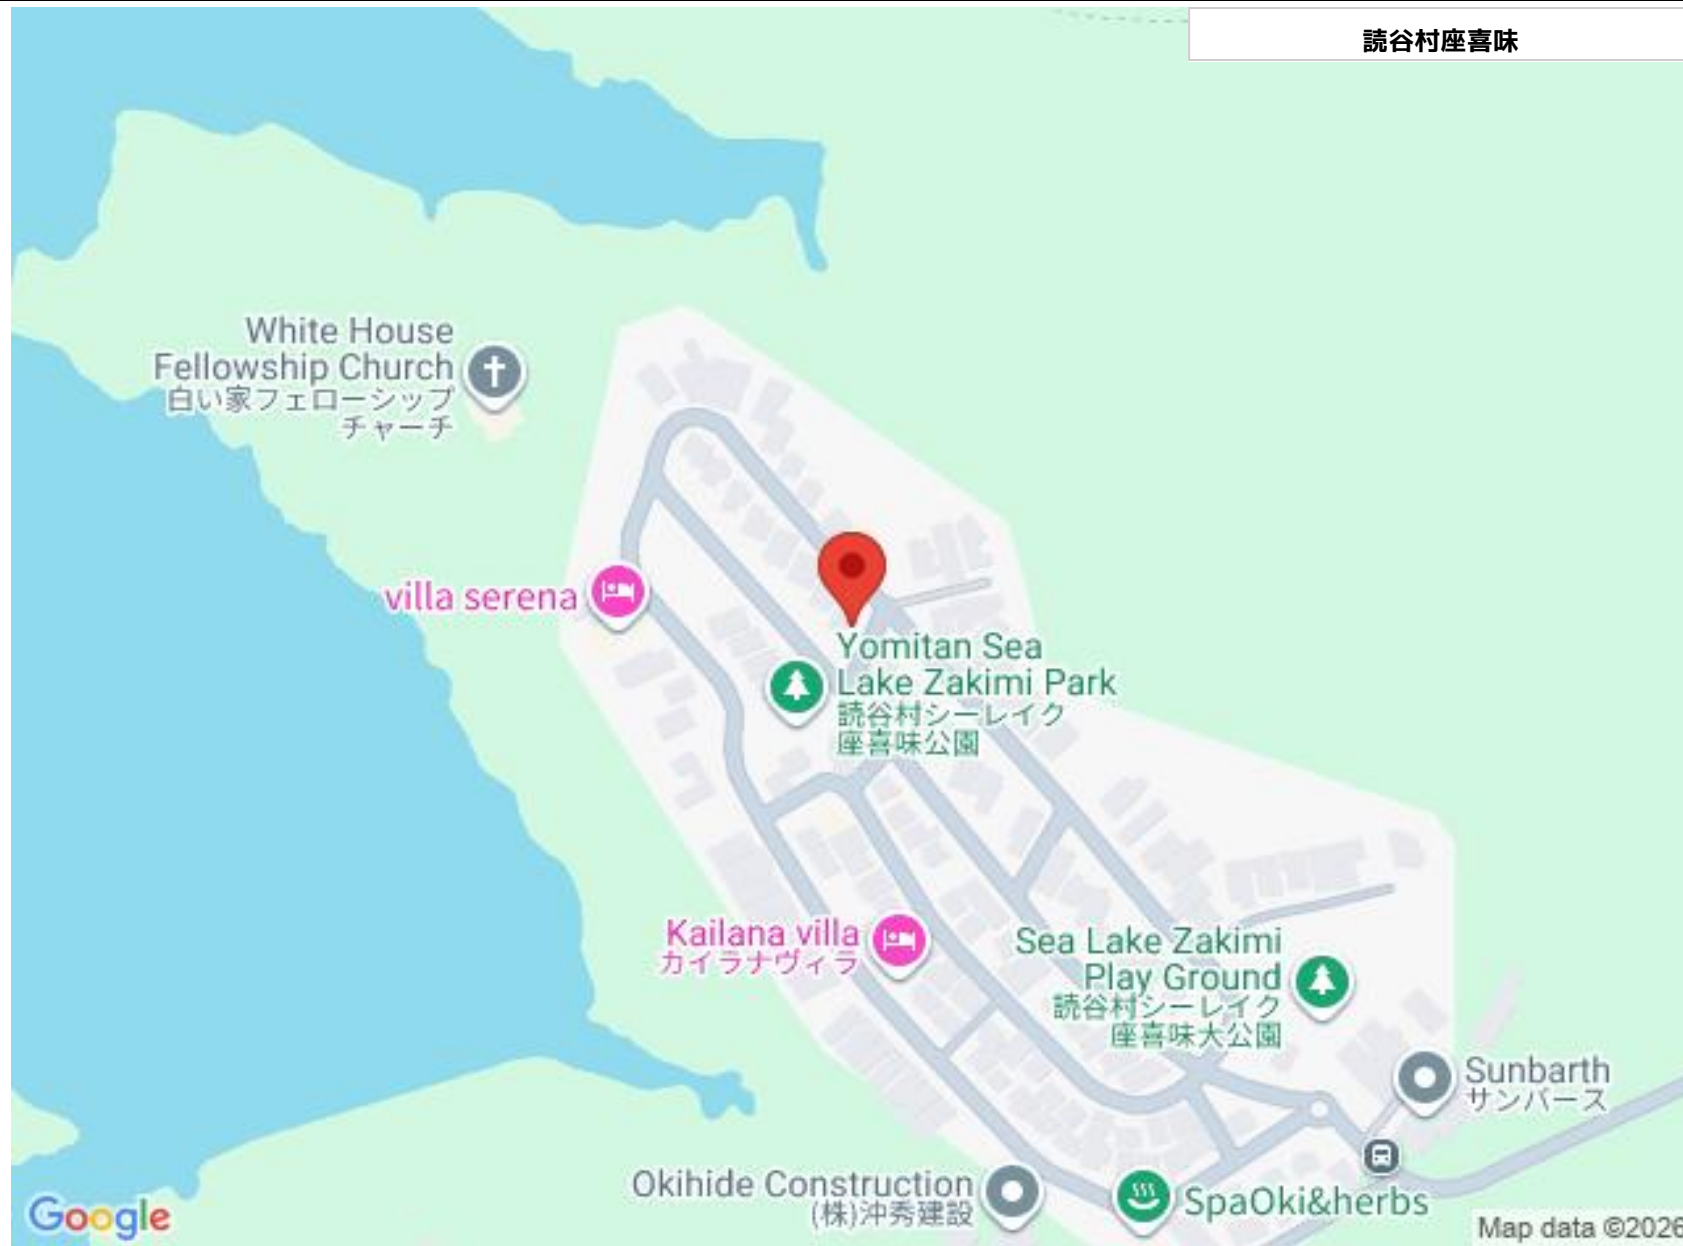 読谷村座喜味
White House
Fellowship Church
白い家フェローシップ
チャーチ
villa serena
Yomitan Sea
Lake Zakimi Park
読谷村シーレイク
座喜味公園
Kailana villa
カイラナヴィラ
Sea Lake Zakimi
Play Ground
読谷村シーレイク
座喜味大公園
Sunbarth
サンバース
Okihide Construction
(株)沖秀建設
SpaOki&herbs
Google
Map data ©2026